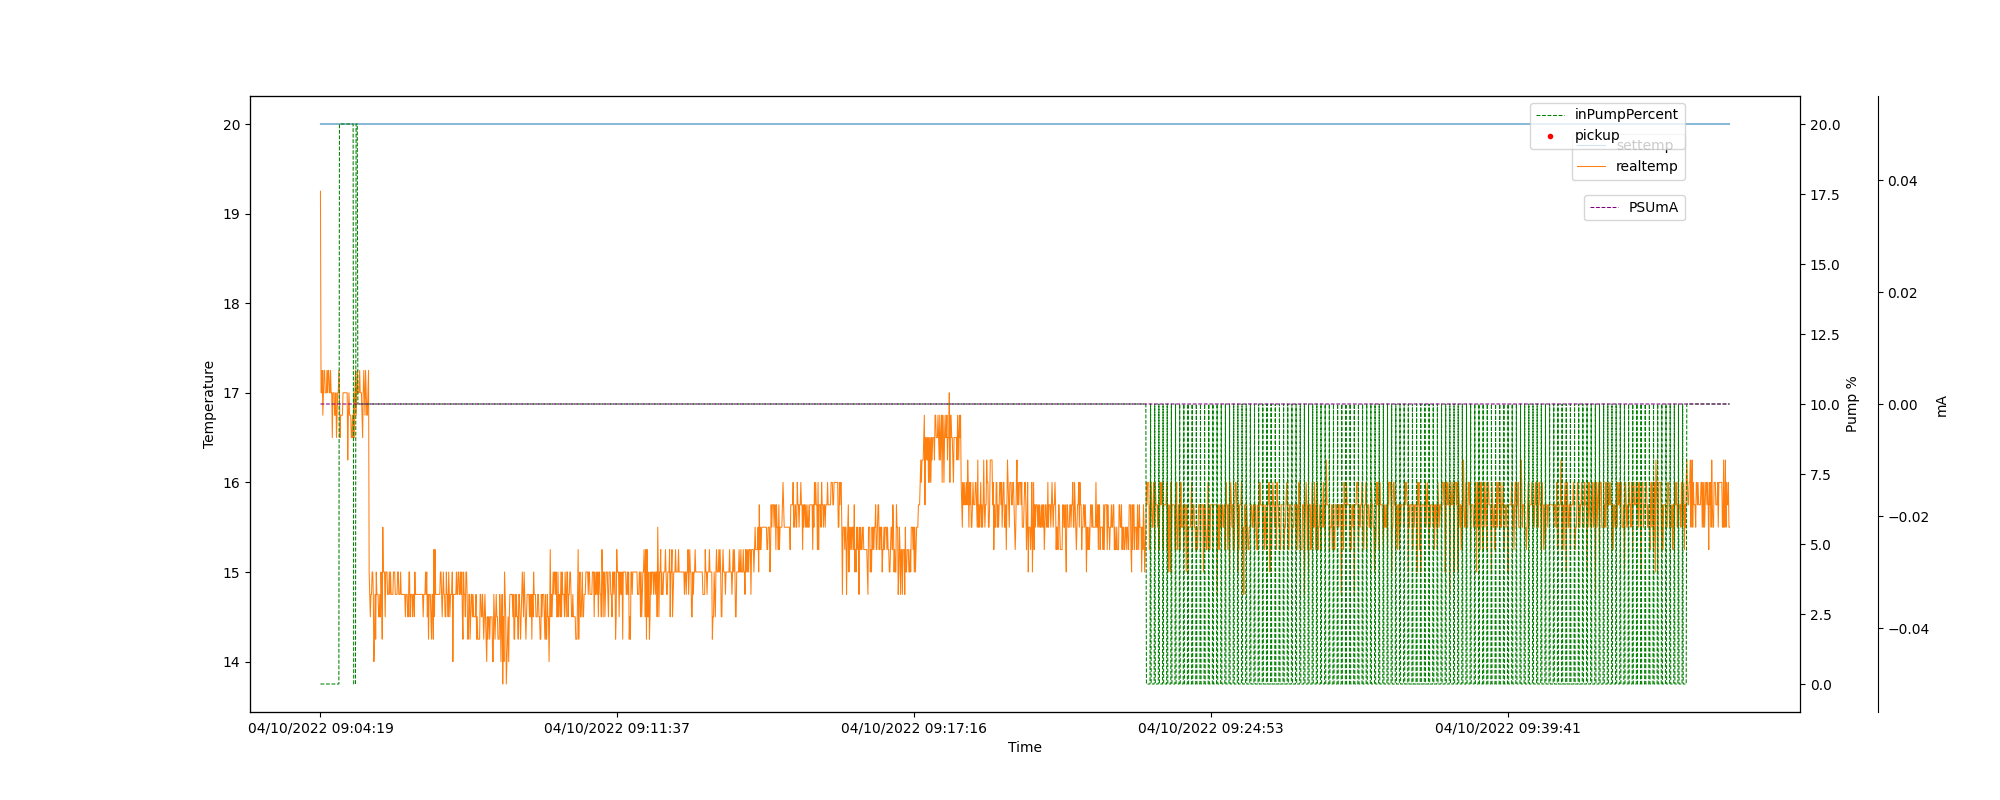 inPumpPercent
pickup
settemp
realtemp
PSUmA
20
19
18
17
16
15
14
Temperature
20.0
17.5
15.0
12.5
10.0
7.5
5.0
2.5
0.0
Pump %
0.04
0.02
0.00
−0.02
−0.04
mA
04/10/2022 09:04:19
04/10/2022 09:11:37
04/10/2022 09:17:16
04/10/2022 09:24:53
04/10/2022 09:39:41
Time